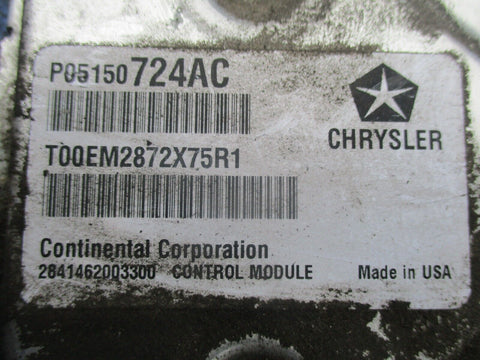 P05150724AC
CHRYSLER
T00EM2872X75R1
Continental Corporation
2841462003300 CONTROL MODULE Made in USA